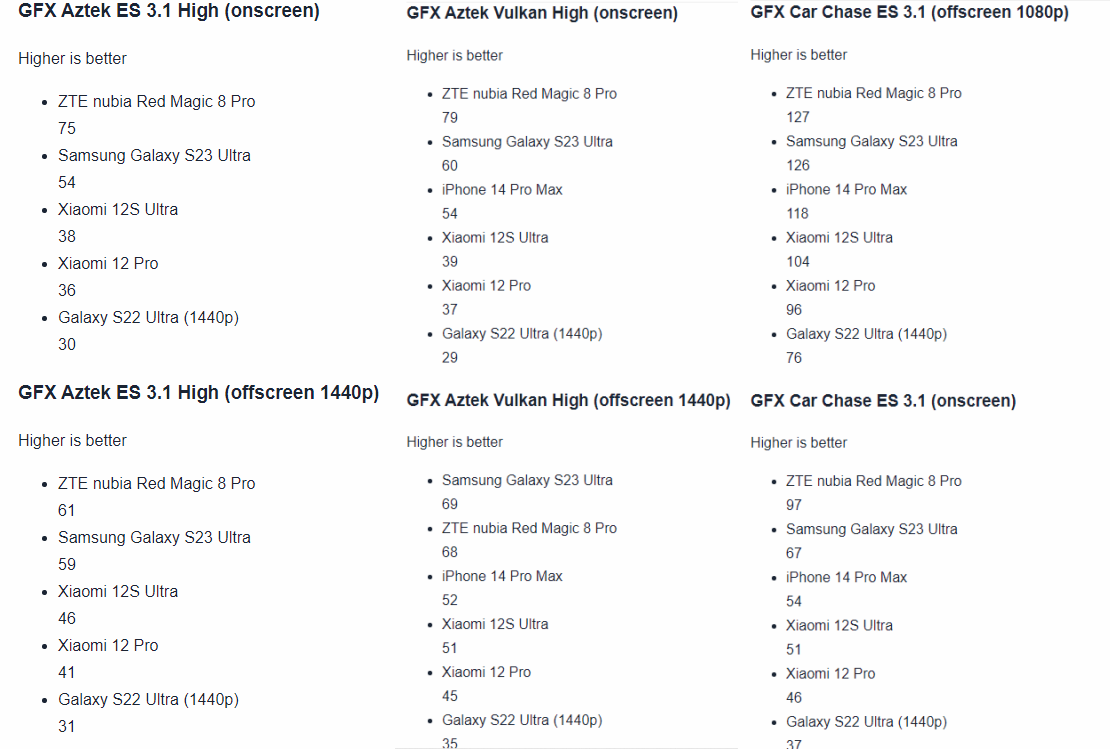 GFX Aztek ES 3.1 High (onscreen)
Higher is better
ZTE nubia Red Magic 8 Pro
75
Samsung Galaxy S23 Ultra
54
Xiaomi 12S Ultra
38
Xiaomi 12 Pro
36
Galaxy S22 Ultra (1440p)
30
GFX Aztek ES 3.1 High (offscreen 1440p)
Higher is better
ZTE nubia Red Magic 8 Pro
61
Samsung Galaxy S23 Ultra
59
Xiaomi 12S Ultra
46
Xiaomi 12 Pro
41
Galaxy S22 Ultra (1440p)
31
GFX Aztek Vulkan High (onscreen)
Higher is better
ZTE nubia Red Magic 8 Pro
79
Samsung Galaxy S23 Ultra
60
iPhone 14 Pro Max
54
Xiaomi 12S Ultra
39
Xiaomi 12 Pro
37
Galaxy S22 Ultra (1440p)
29
GFX Aztek Vulkan High (offscreen 1440p)
Higher is better
Samsung Galaxy S23 Ultra
69
ZTE nubia Red Magic 8 Pro
68
iPhone 14 Pro Max
52
Xiaomi 12S Ultra
51
Xiaomi 12 Pro
45
Galaxy S22 Ultra (1440p)
35
GFX Car Chase ES 3.1 (offscreen 1080p)
Higher is better
ZTE nubia Red Magic 8 Pro
127
Samsung Galaxy S23 Ultra
126
iPhone 14 Pro Max
118
Xiaomi 12S Ultra
104
Xiaomi 12 Pro
96
Galaxy S22 Ultra (1440p)
76
GFX Car Chase ES 3.1 (onscreen)
Higher is better
ZTE nubia Red Magic 8 Pro
97
Samsung Galaxy S23 Ultra
67
iPhone 14 Pro Max
54
Xiaomi 12S Ultra
51
Xiaomi 12 Pro
46
Galaxy S22 Ultra (1440p)
37